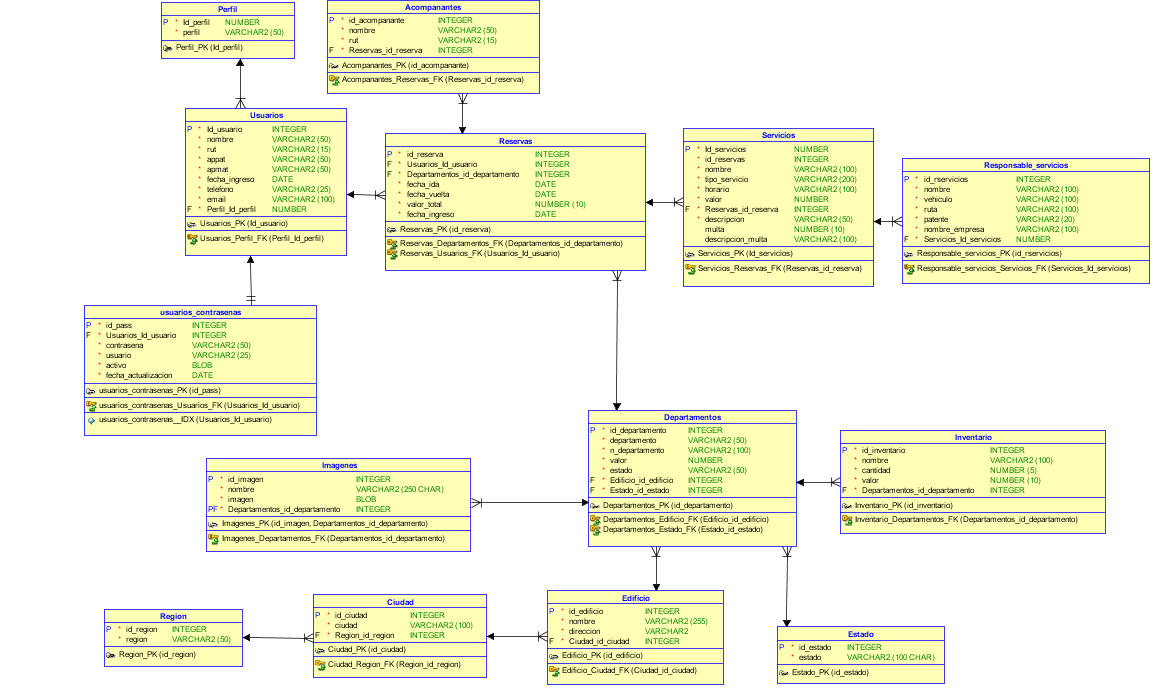 Perfil
P * Id_perfil NUMBER
* perfil VARCHAR2 (50)
Perfil_PK (Id_perfil)
Acompanantes
P * id_acompanante INTEGER
* nombre VARCHAR2 (50)
* rut VARCHAR2 (15)
F * Reservas_id_reserva INTEGER
Acompanantes_PK (id_acompanante)
Acompanantes_Reservas_FK (Reservas_id_reserva)
Usuarios
P * Id_usuario INTEGER
* nombre VARCHAR2 (50)
* rut VARCHAR2 (15)
* appat VARCHAR2 (50)
* apmat VARCHAR2 (50)
* fecha_ingreso DATE
* telefono VARCHAR2 (25)
* email VARCHAR2 (100)
F * Perfil_Id_perfil NUMBER
Usuarios_PK (Id_usuario)
Usuarios_Perfil_FK (Perfil_Id_perfil)
Reservas
P * id_reserva INTEGER
F * Usuarios_Id_usuario INTEGER
F * Departamentos_id_departamento INTEGER
* fecha_ida DATE
* fecha_vuelta DATE
* valor_total NUMBER (10)
* fecha_ingreso DATE
Reservas_PK (id_reserva)
Reservas_Departamentos_FK (Departamentos_id_departamento)
Reservas_Usuarios_FK (Usuarios_Id_usuario)
Servicios
P * Id_servicios NUMBER
* id_reservas INTEGER
* nombre VARCHAR2 (100)
* tipo_servicio VARCHAR2 (200)
* horario VARCHAR2 (100)
* valor NUMBER
F * Reservas_id_reserva INTEGER
* descripcion VARCHAR2 (50)
multa NUMBER (10)
descripcion_multa VARCHAR2 (100)
Servicios_PK (Id_servicios)
Servicios_Reservas_FK (Reservas_id_reserva)
Responsable_servicios
P * id_rservicios INTEGER
* nombre VARCHAR2 (100)
* vehiculo VARCHAR2 (100)
* ruta VARCHAR2 (100)
* patente VARCHAR2 (20)
* nombre_empresa VARCHAR2 (100)
F * Servicios_Id_servicios NUMBER
Responsable_servicios_PK (id_rservicios)
Responsable_servicios_Servicios_FK (Servicios_Id_servicios)
usuarios_contrasenas
P * id_pass INTEGER
F * Usuarios_Id_usuario INTEGER
* contrasena VARCHAR2 (50)
* usuario VARCHAR2 (25)
* activo BLOB
* fecha_actualizacion DATE
usuarios_contrasenas_PK (id_pass)
usuarios_contrasenas_Usuarios_FK (Usuarios_Id_usuario)
usuarios_contrasenas__IDX (Usuarios_Id_usuario)
Departamentos
P * id_departamento INTEGER
* departamento VARCHAR2 (50)
* n_departamento VARCHAR2 (100)
* valor NUMBER
* estado VARCHAR2 (50)
F * Edificio_id_edificio INTEGER
F * Estado_id_estado INTEGER
Departamentos_PK (id_departamento)
Departamentos_Edificio_FK (Edificio_id_edificio)
Departamentos_Estado_FK (Estado_id_estado)
Inventario
P * id_inventario INTEGER
* nombre VARCHAR2 (100)
* cantidad NUMBER (5)
* valor NUMBER (10)
F * Departamentos_id_departamento INTEGER
Inventario_PK (id_inventario)
Inventario_Departamentos_FK (Departamentos_id_departamento)
Imagenes
P * id_imagen INTEGER
* nombre VARCHAR2 (250 CHAR)
* imagen BLOB
PF * Departamentos_id_departamento INTEGER
Imagenes_PK (id_imagen, Departamentos_id_departamento)
Imagenes_Departamentos_FK (Departamentos_id_departamento)
Region
P * id_region INTEGER
* region VARCHAR2 (50)
Region_PK (id_region)
Ciudad
P * id_ciudad INTEGER
* ciudad VARCHAR2 (100)
F * Region_id_region INTEGER
Ciudad_PK (id_ciudad)
Ciudad_Region_FK (Region_id_region)
Edificio
P * id_edificio INTEGER
* nombre VARCHAR2 (255)
* direccion VARCHAR2
F * Ciudad_id_ciudad INTEGER
Edificio_PK (id_edificio)
Edificio_Ciudad_FK (Ciudad_id_ciudad)
Estado
P * id_estado INTEGER
* estado VARCHAR2 (100 CHAR)
Estado_PK (id_estado)